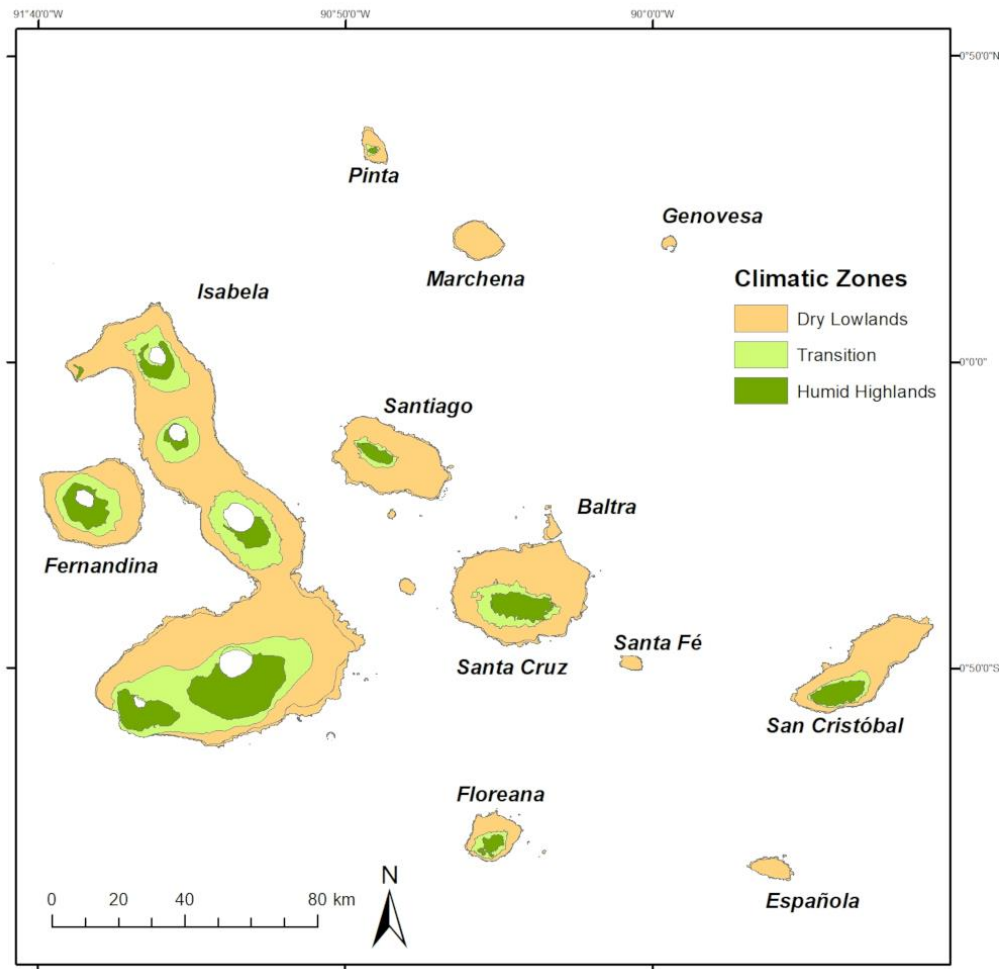 91°40'0"W
90°50'0"W
90°0'0"W
0°50'0"N
Pinta
Genovesa
Marchena
Climatic Zones
Isabela
Dry Lowlands
Transition
0°0'0"
Humid Highlands
Santiago
Baltra
Fernandina
Santa Fé
Santa Cruz
0°50'0"S
San Cristóbal
Floreana
N
Española
0 20 40 80 km